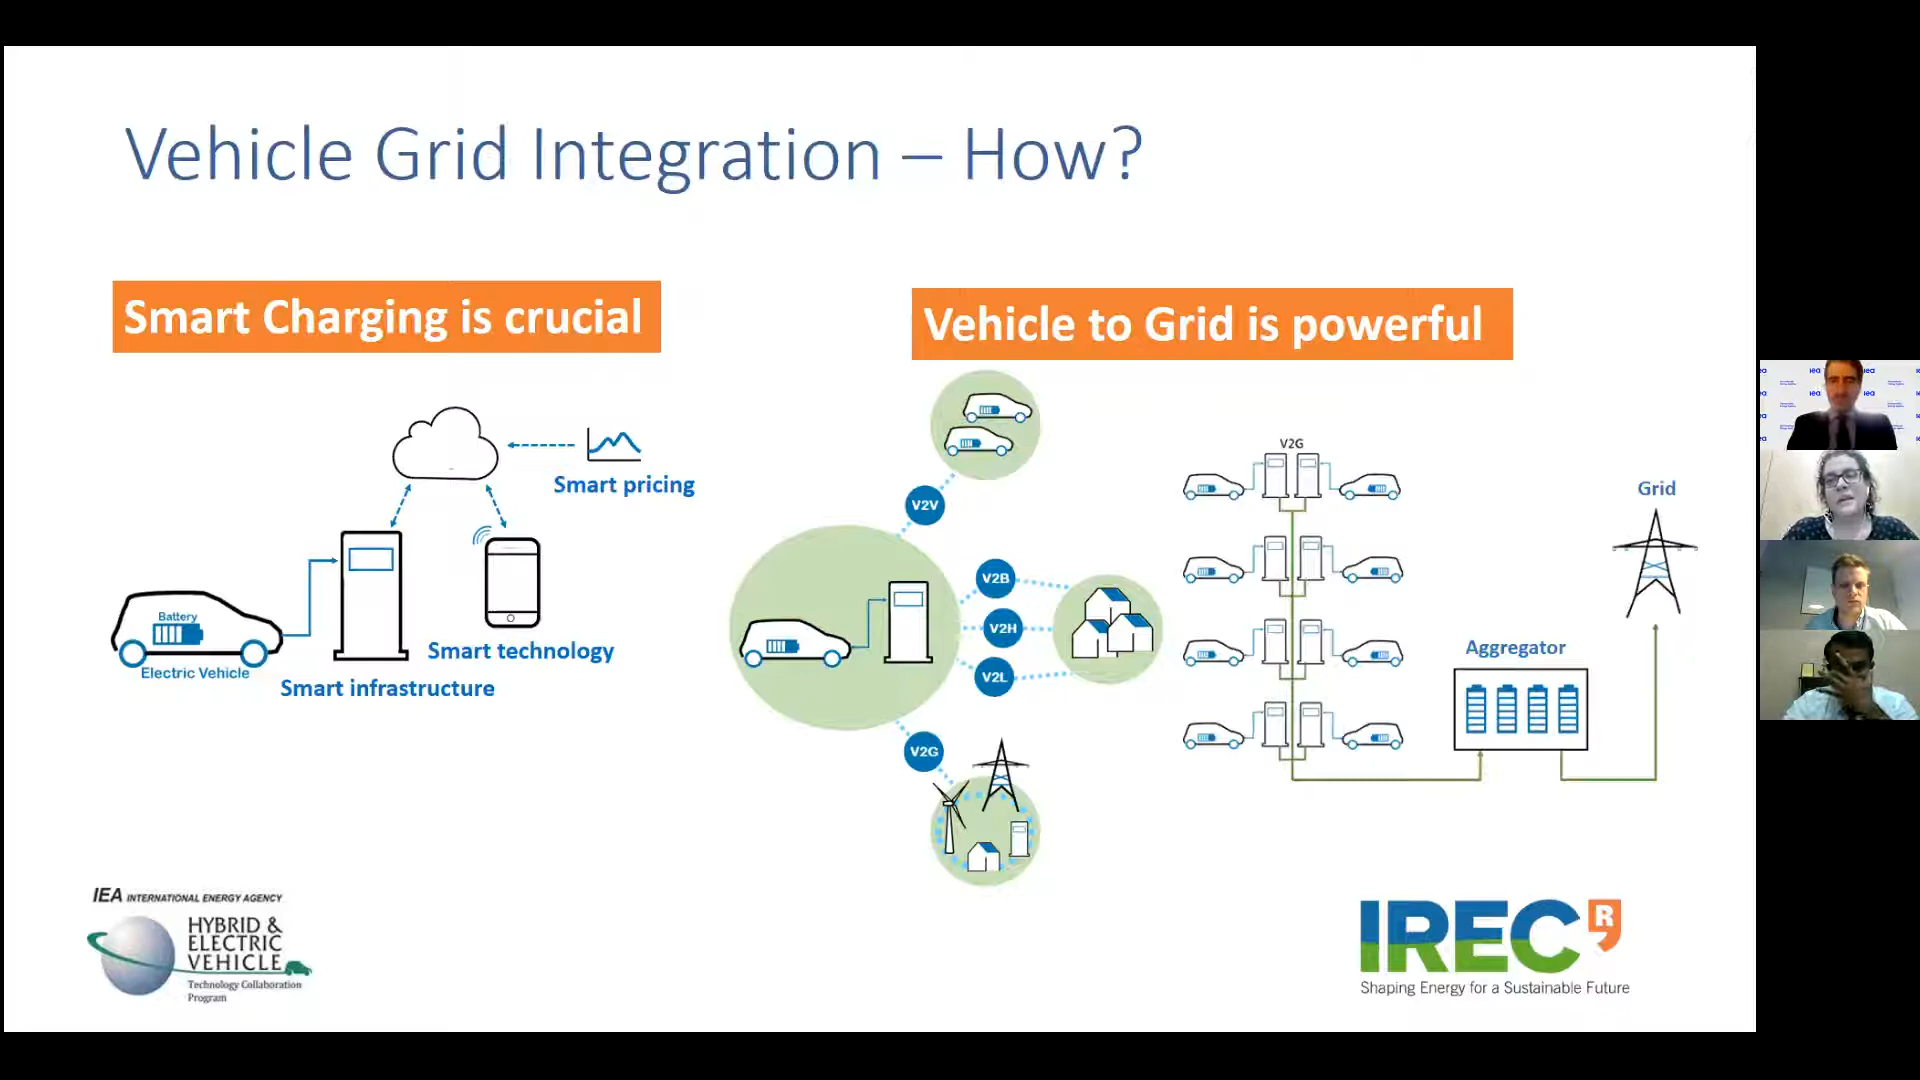 Vehicle Grid Integration – How?
Smart Charging is crucial
Vehicle to Grid is powerful
Smart pricing
Battery
Electric Vehicle
Smart technology
Smart infrastructure
V2V
V2B
V2H
V2L
V2G
V2G
Aggregator
Grid
IEA INTERNATIONAL ENERGY AGENCY
HYBRID &
ELECTRIC
VEHICLE
Technology Collaboration
Program
IREC R
Shaping Energy for a Sustainable Future
iea